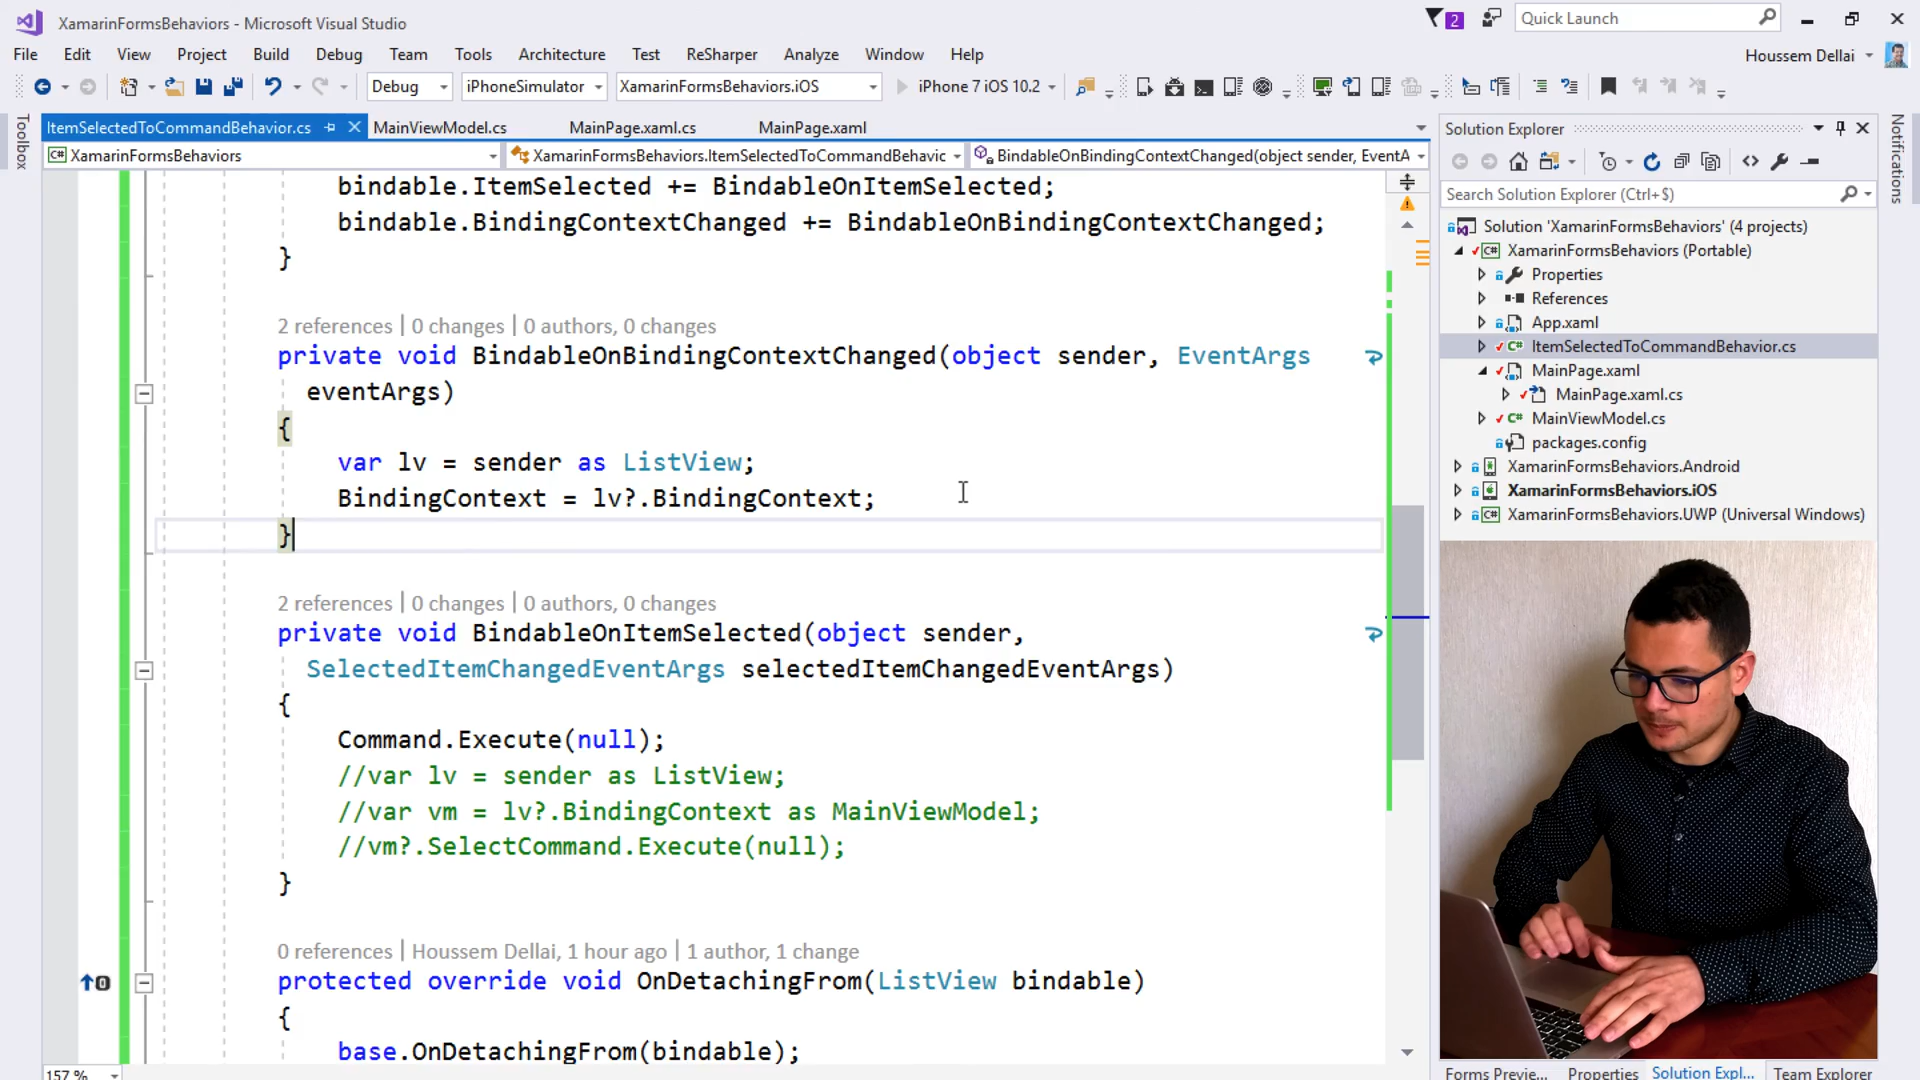 XamarinFormsBehaviors - Microsoft Visual Studio
2
Quick Launch
File Edit View Project Build Debug Team Tools Architecture Test ReSharper Analyze Window Help
Houssem Dellai
Debug iPhoneSimulator XamarinFormsBehaviors.iOS iPhone 7 iOS 10.2
Toolbox
ItemSelectedToCommandBehavior.cs MainViewModel.cs MainPage.xaml.cs MainPage.xaml
XamarinFormsBehaviors XamarinFormsBehaviors.ItemSelectedToCommandBehavic BindableOnBindingContextChanged(object sender, EventA
bindable.ItemSelected += BindableOnItemSelected;
bindable.BindingContextChanged += BindableOnBindingContextChanged;
}
2 references | 0 changes | 0 authors, 0 changes
private void BindableOnBindingContextChanged(object sender, EventArgs
eventArgs)
{
var lv = sender as ListView;
BindingContext = lv?.BindingContext;
}
2 references | 0 changes | 0 authors, 0 changes
private void BindableOnItemSelected(object sender,
SelectedItemChangedEventArgs selectedItemChangedEventArgs)
{
Command.Execute(null);
//var lv = sender as ListView;
//var vm = lv?.BindingContext as MainViewModel;
//vm?.SelectCommand.Execute(null);
}
0 references | Houssem Dellai, 1 hour ago | 1 author, 1 change
protected override void OnDetachingFrom(ListView bindable)
{
base.OnDetachingFrom(bindable);
157 %
Solution Explorer
Search Solution Explorer (Ctrl+$)
Solution 'XamarinFormsBehaviors' (4 projects)
XamarinFormsBehaviors (Portable)
Properties
References
App.xaml
ItemSelectedToCommandBehavior.cs
MainPage.xaml
MainPage.xaml.cs
MainViewModel.cs
packages.config
XamarinFormsBehaviors.Android
XamarinFormsBehaviors.iOS
XamarinFormsBehaviors.UWP (Universal Windows)
Forms Previe... Properties Solution Expl... Team Explorer
Notifications